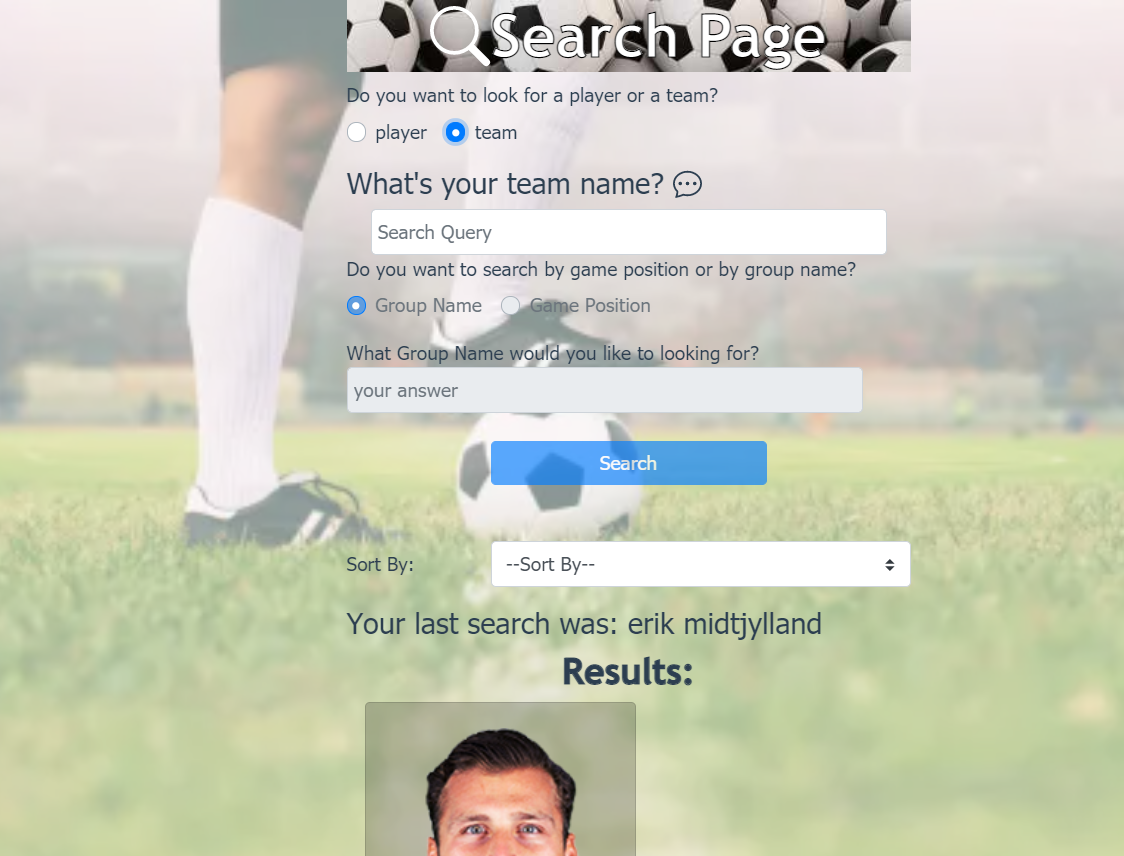 Search Page
Do you want to look for a player or a team?
player team
What's your team name?
Search Query
Do you want to search by game position or by group name?
Group Name Game Position
What Group Name would you like to looking for?
your answer
Search
Sort By: --Sort By--
Your last search was: erik midtjylland
Results: